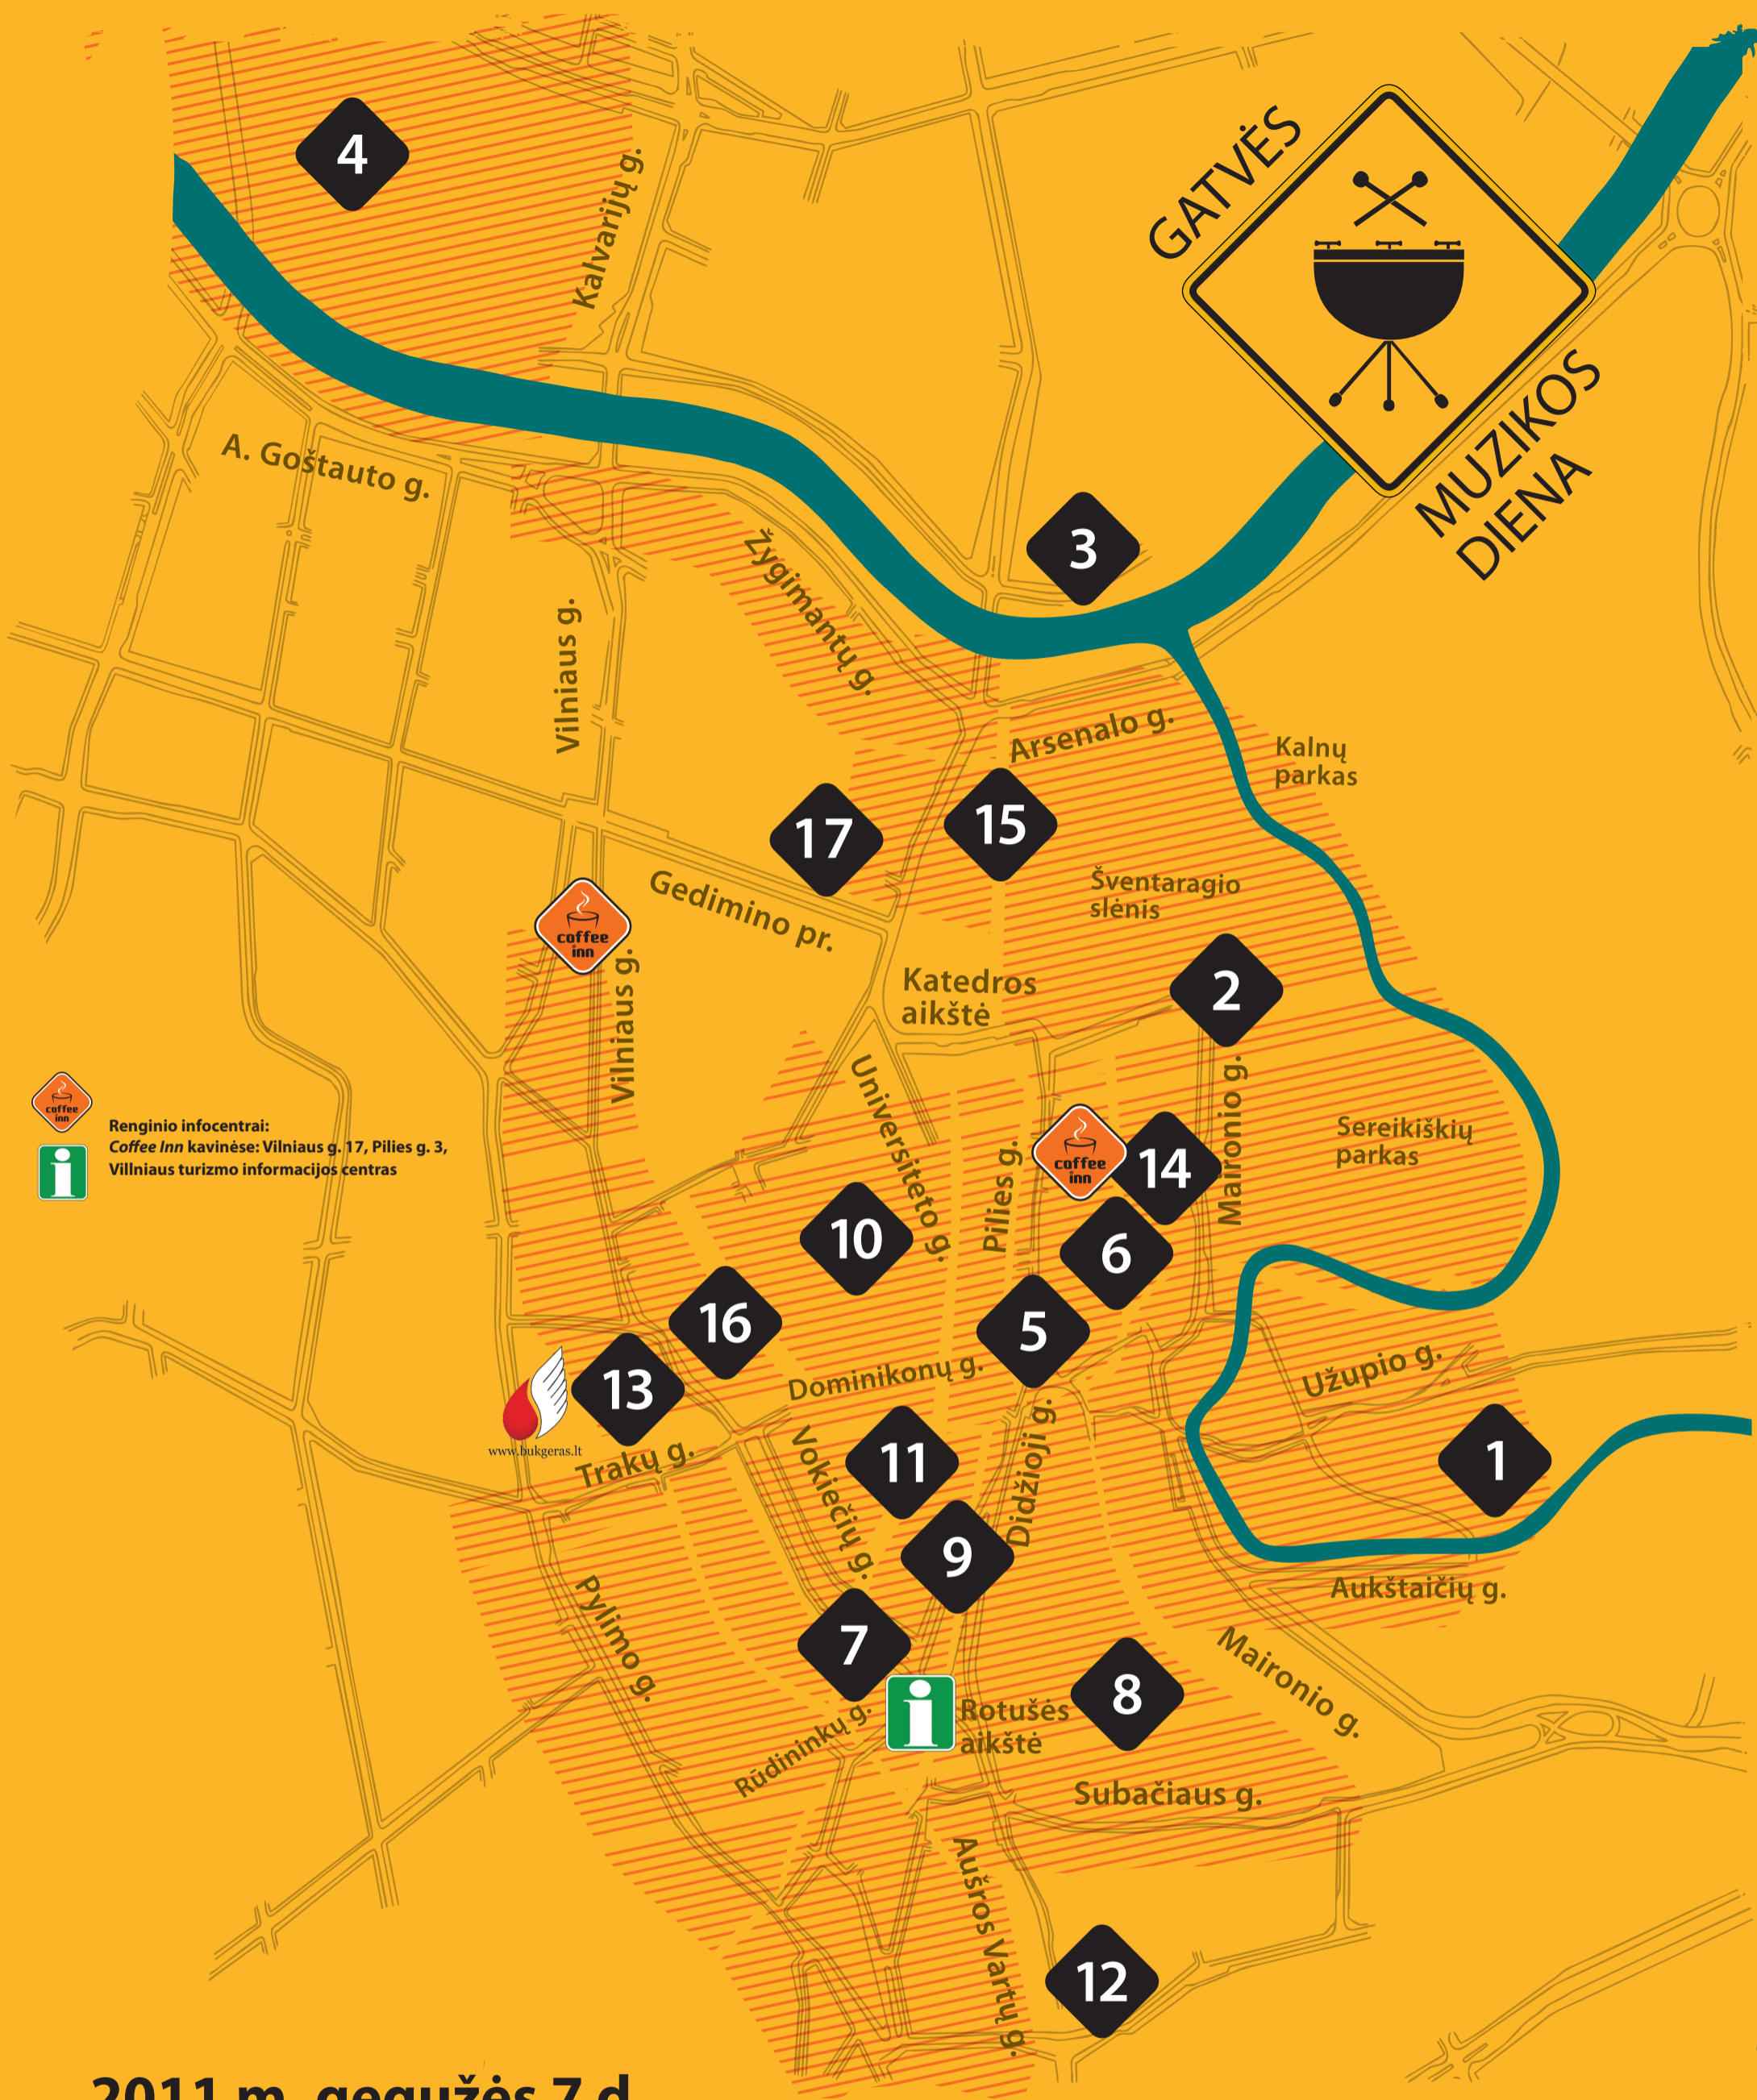 4
Kalvarijų g.
GATVĖS
MUZIKOS
DIENA
A. Goštauto g.
3
Žygimantų g.
Vilniaus g.
Arsenalo g.
Kalnų
parkas
17
15
Gedimino pr.
Šventaragio
slėnis
coffee
inn
Vilniaus g.
Katedros
aikštė
2
Universiteto g.
Maironio g.
coffee
inn
Renginio infocentrai:
Coffee Inn kavinėse: Vilniaus g. 17, Pilies g. 3,
Villniaus turizmo informacijos centras
i
Pilies g.
coffee
inn
14
Sereikiškių
parkas
10
6
16
5
13
Dominikonų g.
Užupio g.
www.bukgeras.lt
Trakų g.
Vokiečių g.
11
Didžioji g.
1
9
Pylimo g.
Aukštaičių g.
7
Maironio g.
8
i
Rotušės
aikštė
Rūdininkų g.
Subačiaus g.
Aušros Vartų g.
12
2011 m. gegužės 7 d.